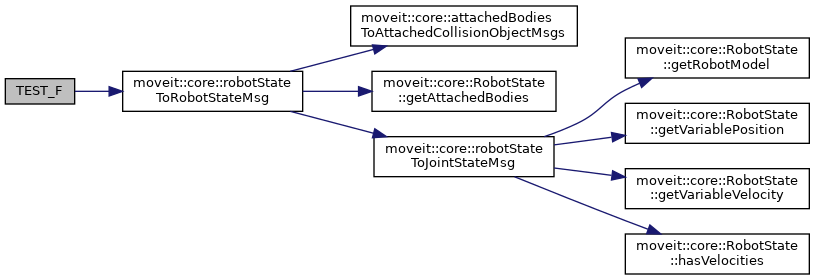 TEST_F
moveit::core::robotState
ToRobotStateMsg
moveit::core::attachedBodies
ToAttachedCollisionObjectMsgs
moveit::core::RobotState
::getAttachedBodies
moveit::core::robotState
ToJointStateMsg
moveit::core::RobotState
::getRobotModel
moveit::core::RobotState
::getVariablePosition
moveit::core::RobotState
::getVariableVelocity
moveit::core::RobotState
::hasVelocities